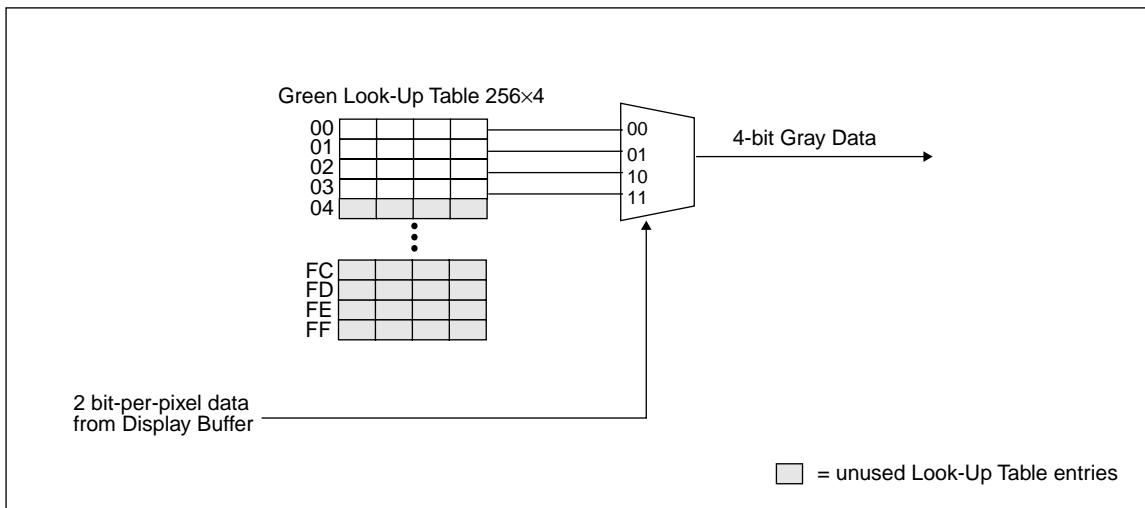 Green Look-Up Table 256×4
00
01
02
03
04
FC
FD
FE
FF
00
01
10
11
4-bit Gray Data
2 bit-per-pixel data
from Display Buffer
= unused Look-Up Table entries